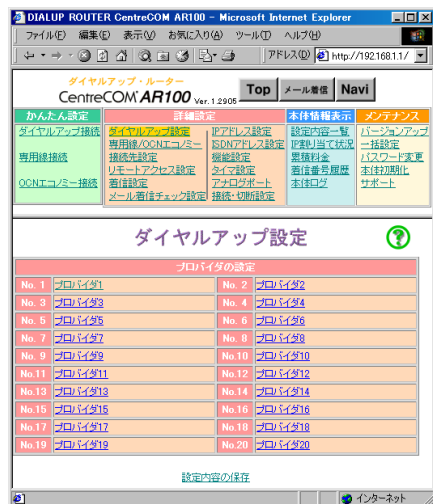 DIALUP ROUTER CentreCOM AR100 - Microsoft Internet Explorer
ファイル(F) 編集(E) 表示(V) お気に入り(A) ツール(T) ヘルプ(H)
アドレス(D) http://192.168.1.1/
ダイヤルアップ・ルーター
CentreCOM AR100 Ver. 1.2905 Top メール着信 Navi
かんたん設定 詳細設定 本体情報表示 メンテナンス
ダイヤルアップ接続 ダイヤルアップ設定 IPアドレス設定 設定内容一覧 バージョンアップ
専用線/OCNエコノミー ISDNアドレス設定 IP割り当て状況 一括設定
専用線接続 接続先設定 機能設定 累積料金 パスワード変更
リモートアクセス設定 タイマ設定 着信番号履歴 本体初期化
OCNエコノミー接続 着信設定 アナログポート 本体ログ サポート
メール着信チェック設定 接続・切断設定
ダイヤルアップ設定 ?
プロバイダの設定
No. 1 プロバイダ1 No. 2 プロバイダ2
No. 3 プロバイダ3 No. 4 プロバイダ4
No. 5 プロバイダ5 No. 6 プロバイダ6
No. 7 プロバイダ7 No. 8 プロバイダ8
No. 9 プロバイダ9 No.10 プロバイダ10
No.11 プロバイダ11 No.12 プロバイダ12
No.13 プロバイダ13 No.14 プロバイダ14
No.15 プロバイダ15 No.16 プロバイダ16
No.17 プロバイダ17 No.18 プロバイダ18
No.19 プロバイダ19 No.20 プロバイダ20
設定内容の保存
インターネット